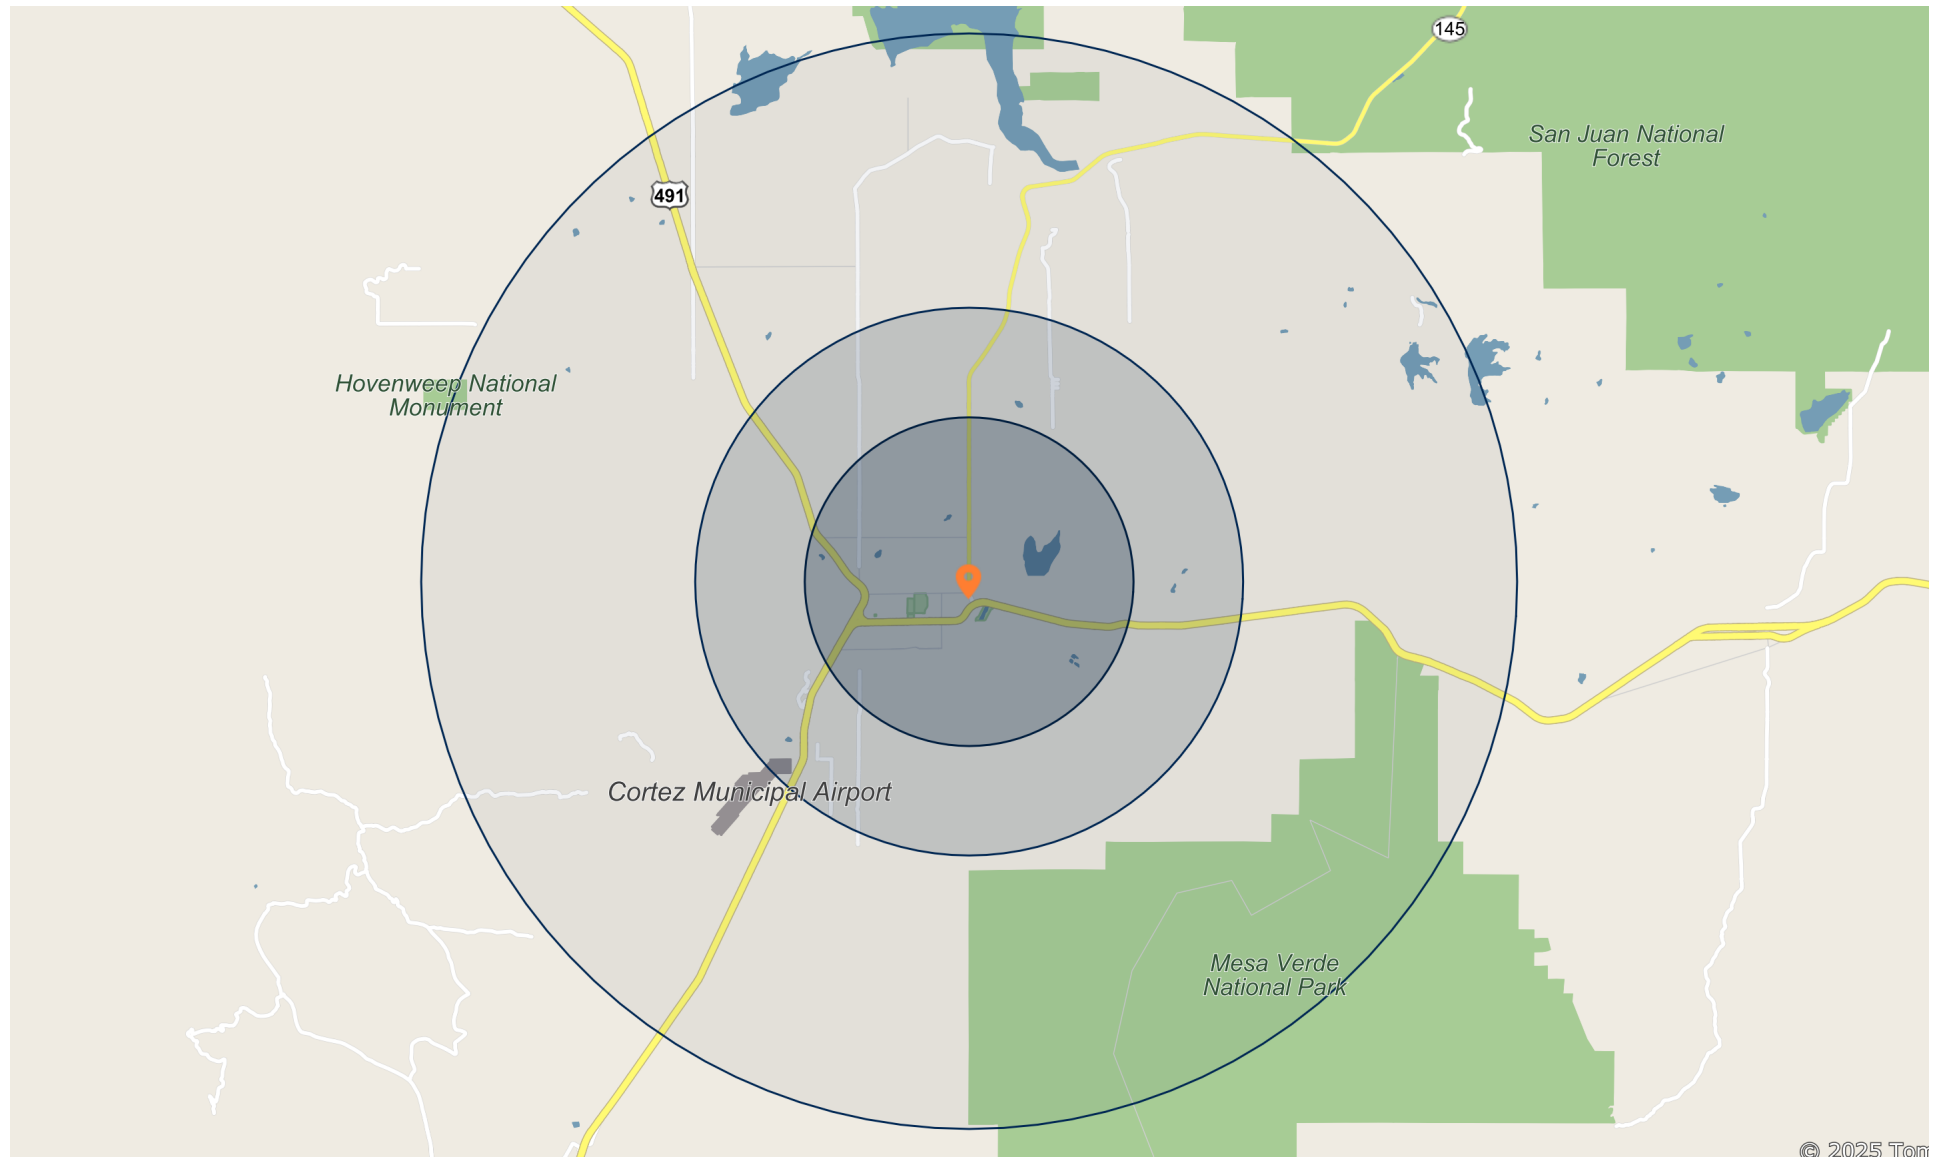 145
San Juan National
Forest
491
Hovenweep National
Monument
Cortez Municipal Airport
Mesa Verde
National Park
© 2025 Tom